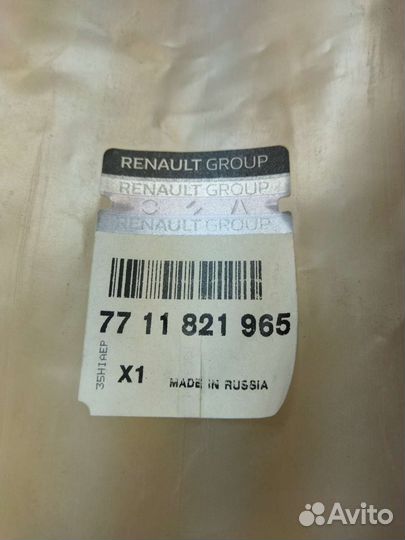 RENAULT GROUP
RENAULT GROUP
RENAULT GROUP
77 11 821 965
35HIAEP
X1 MADE IN RUSSIA
Avito